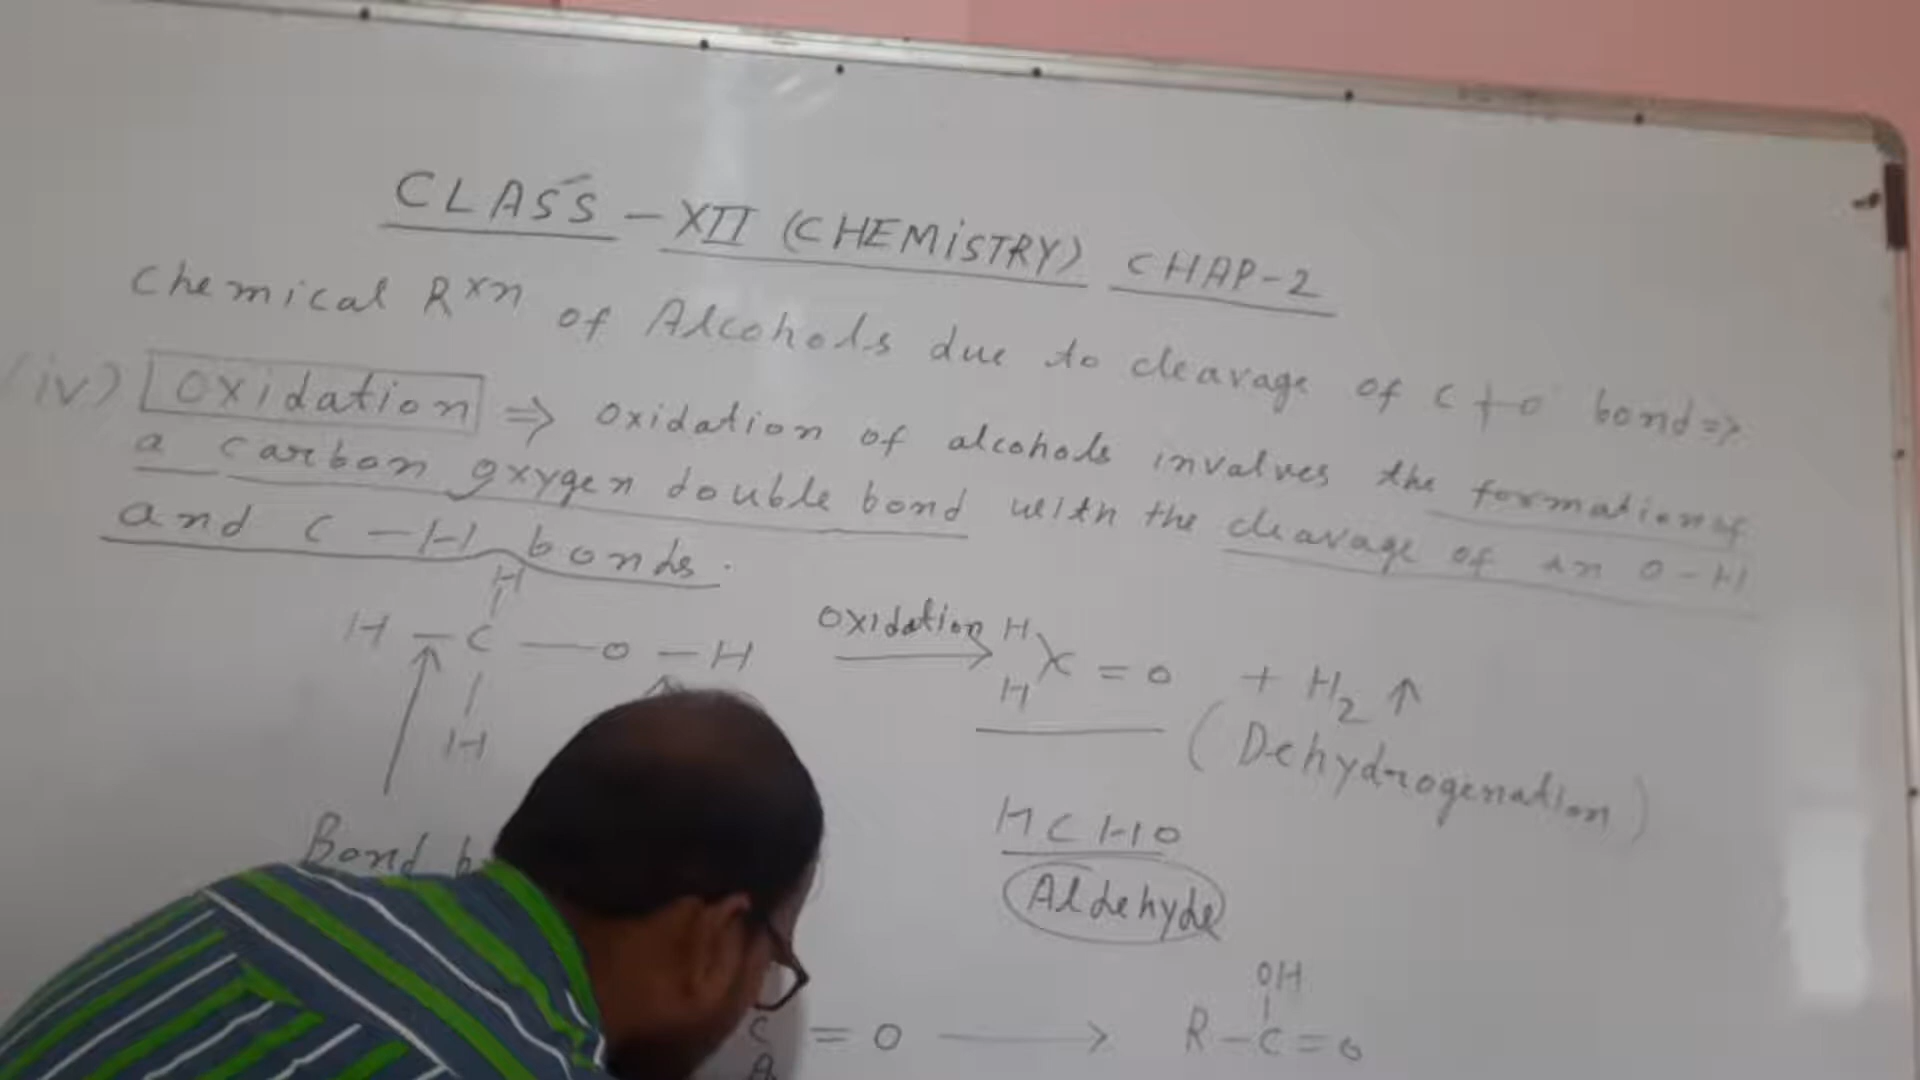 CLASS - XII (CHEMISTRY) CHAP-2
Chemical Rxn of Alcohols due to cleavage of C+O bond =>
(iv) Oxidation => Oxidation of alcohols involves the formation of
a carbon oxygen double bond with the cleavage of an O-H
and C-H bonds.
H
H - C - O - H Oxidation H C = O + H2 ↑
H H
(Dehydrogenation)
HCHO
Bond
Aldehyde
OH
C = O → R - C = O